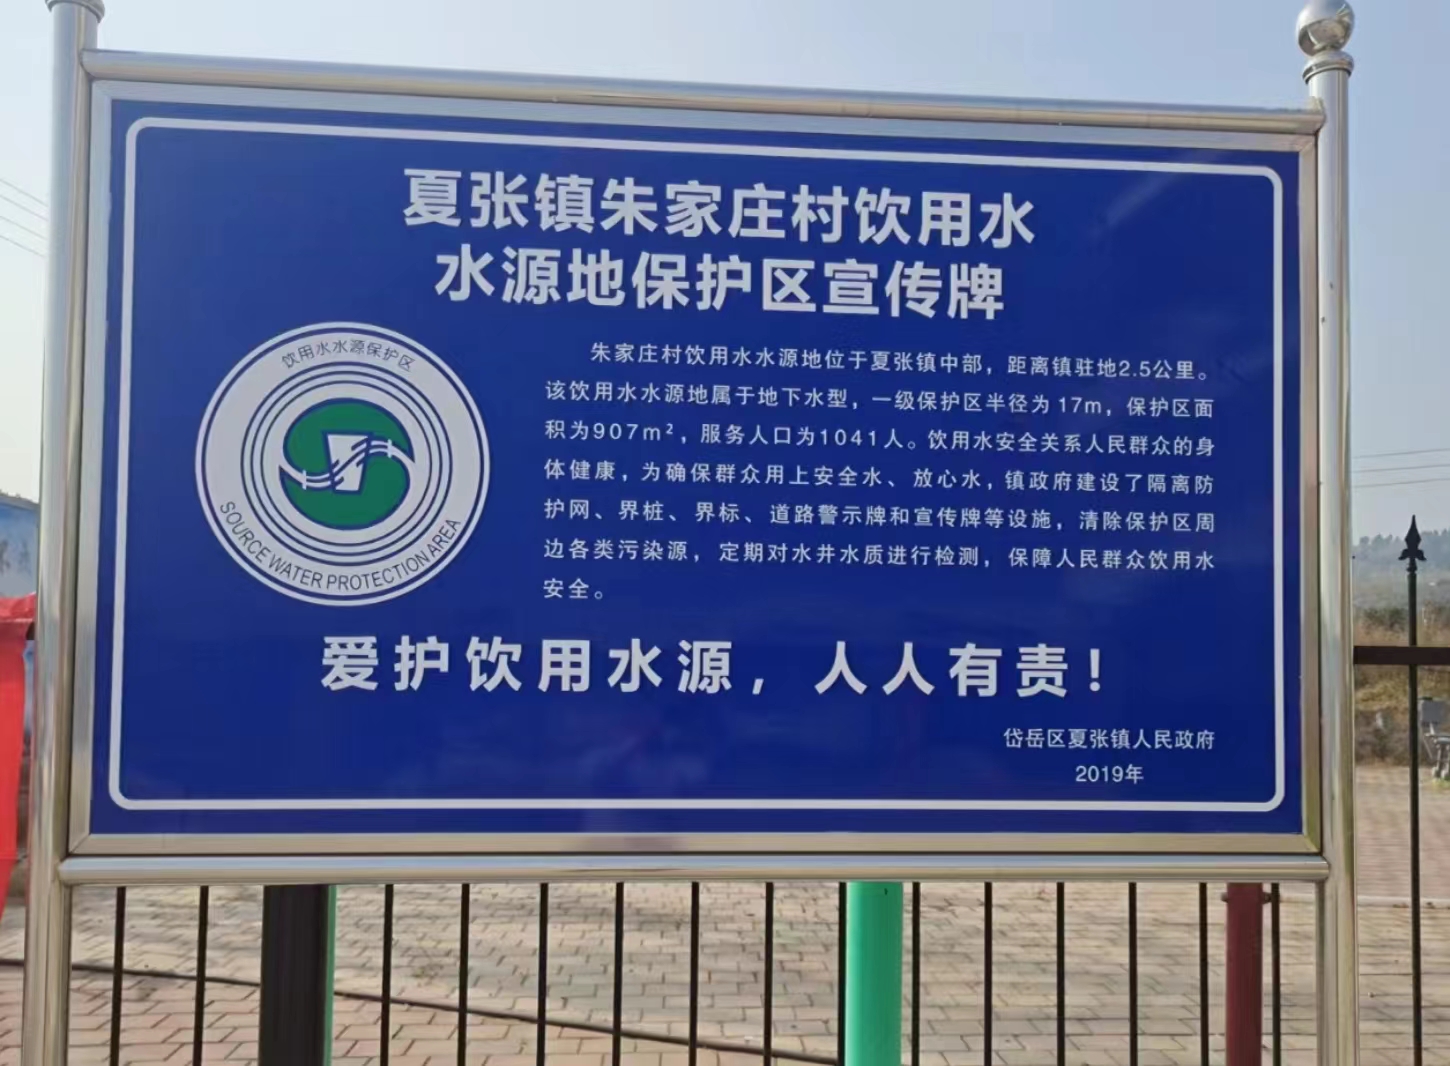 夏张镇朱家庄村饮用水
水源地保护区宣传牌
饮用水水源保护区
SOURCE WATER PROTECTION AREA
朱家庄村饮用水水源地位于夏张镇中部，距离镇驻地2.5公里。
该饮用水水源地属于地下水型，一级保护区半径为17m，保护区面
积为907m²，服务人口为1041人。饮用水安全关系人民群众的身
体健康，为确保群众用上安全水、放心水，镇政府建设了隔离防
护网、界桩、界标、道路警示牌和宣传牌等设施，清除保护区周
边各类污染源，定期对水井水质进行检测，保障人民群众饮用水
安全。
爱护饮用水源，人人有责！
岱岳区夏张镇人民政府
2019年